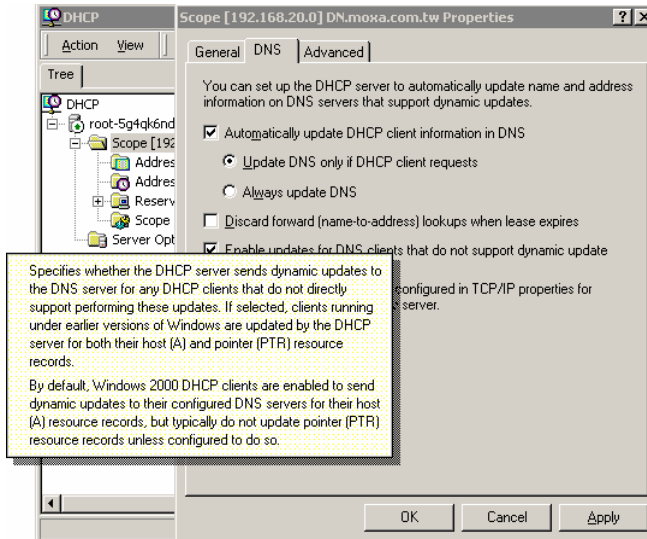 DHCP
Action View
Tree
DHCP
root-5g4qk6nd
Scope [192
Addres
Addres
Reserv
Scope
Server Opt
Scope [192.168.20.0] DN.moxa.com.tw Properties
General DNS Advanced
You can set up the DHCP server to automatically update name and address
information on DNS servers that support dynamic updates.
Automatically update DHCP client information in DNS
Update DNS only if DHCP client requests
Always update DNS
Discard forward (name-to-address) lookups when lease expires
Enable updates for DNS clients that do not support dynamic update
configured in TCP/IP properties for
server.
Specifies whether the DHCP server sends dynamic updates to
the DNS server for any DHCP clients that do not directly
support performing these updates. If selected, clients running
under earlier versions of Windows are updated by the DHCP
server for both their host (A) and pointer (PTR) resource
records.
By default, Windows 2000 DHCP clients are enabled to send
dynamic updates to their configured DNS servers for their host
(A) resource records, but typically do not update pointer (PTR)
resource records unless configured to do so.
OK Cancel Apply